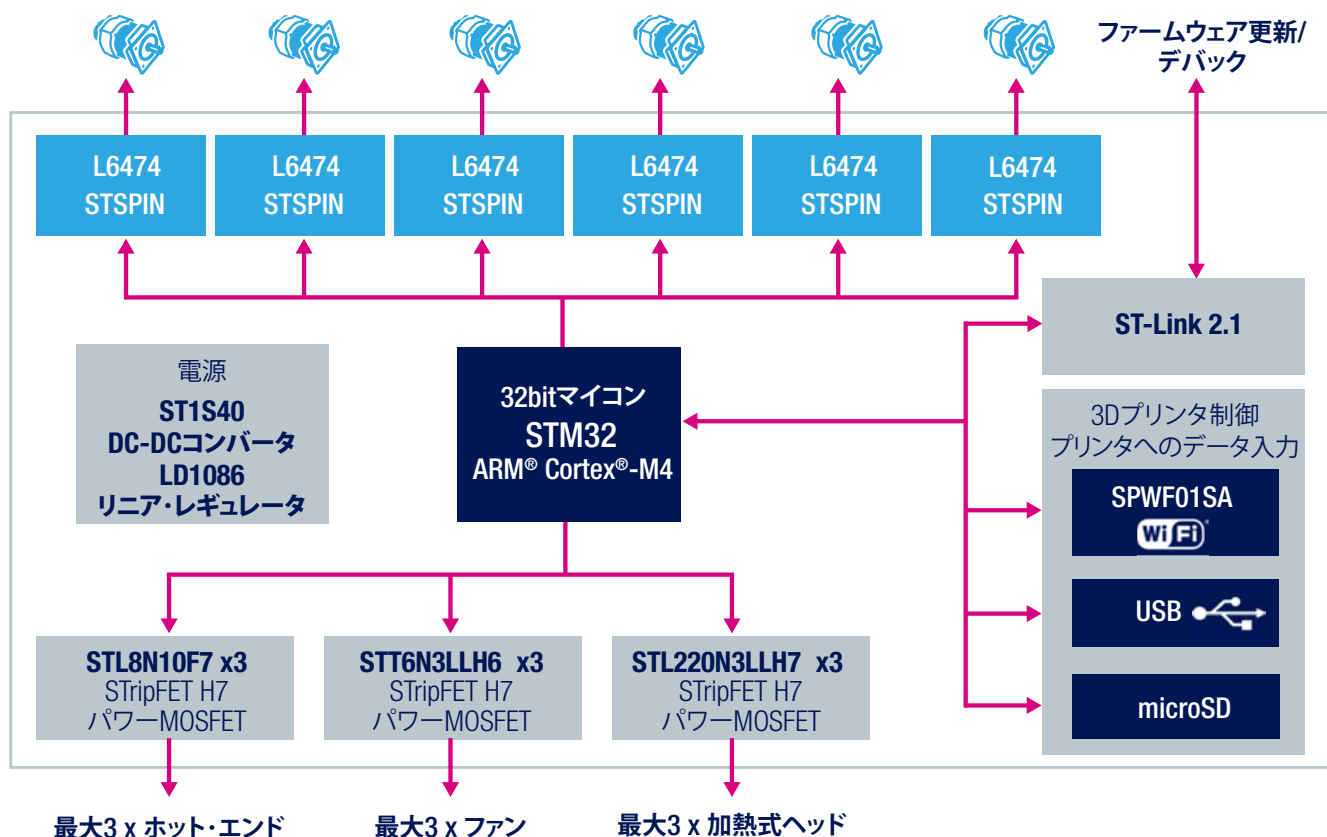 ファームウェア更新/
デバック
L6474
STSPIN
L6474
STSPIN
L6474
STSPIN
L6474
STSPIN
L6474
STSPIN
L6474
STSPIN
ST-Link 2.1
電源
ST1S40
DC-DCコンバータ
LD1086
リニア・レギュレータ
32bitマイコン
STM32
ARM® Cortex®-M4
3Dプリンタ制御
プリンタへのデータ入力
SPWF01SA
Wi Fi
USB
microSD
STL8N10F7 x3
STripFET H7
パワーMOSFET
STT6N3LLH6 x3
STripFET H7
パワーMOSFET
STL220N3LLH7 x3
STripFET H7
パワーMOSFET
最大3 x ホット・エンド
最大3 x ファン
最大3 x 加熱式ヘッド